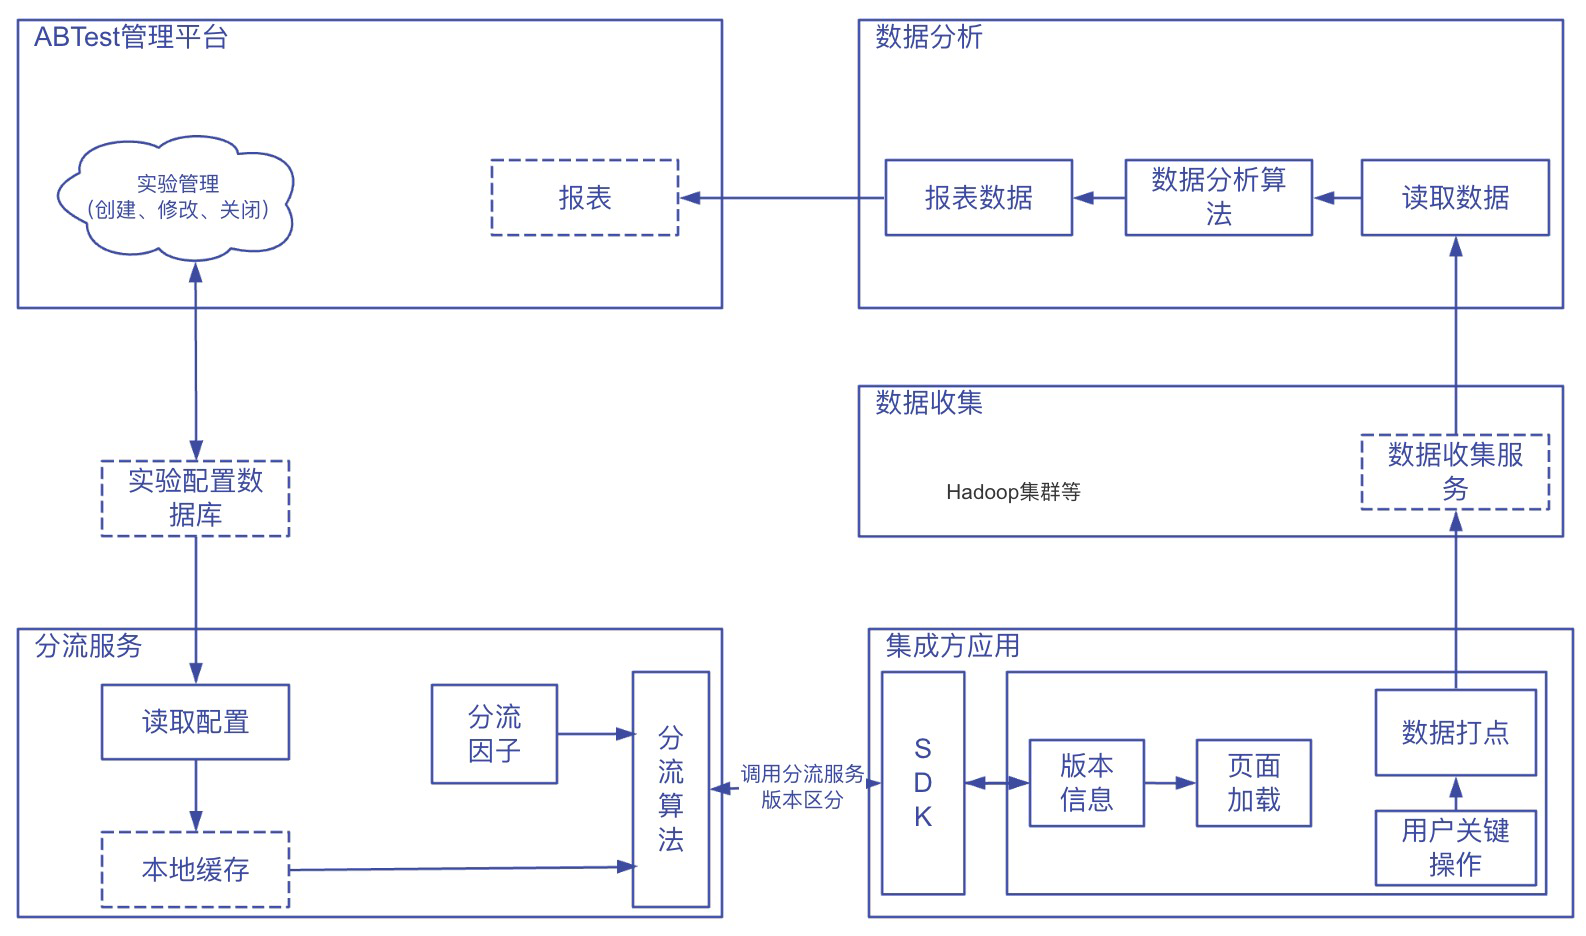 ABTest管理平台
实验管理
(创建、修改、关闭)
报表
数据分析
报表数据
数据分析算
法
读取数据
实验配置数
据库
数据收集
Hadoop集群等
数据收集服
务
分流服务
读取配置
本地缓存
分流
因子
分
流
算
法
调用分流服务
版本区分
集成方应用
S
D
K
版本
信息
页面
加载
数据打点
用户关键
操作